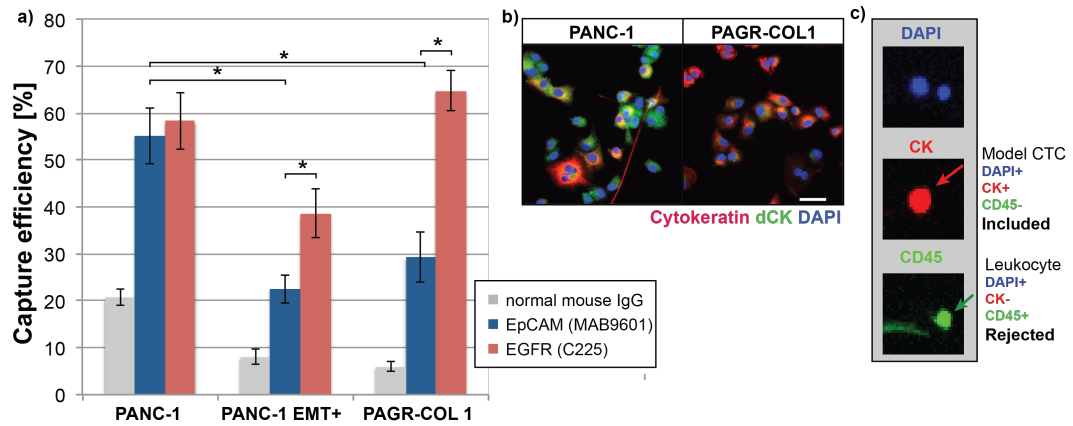 a)
80
70
60
50
40
30
20
10
0
Capture efficiency [%]
*
*
*
*
PANC-1
PANC-1 EMT+
PAGR-COL 1
normal mouse IgG
EpCAM (MAB9601)
EGFR (C225)
b)
PANC-1
PAGR-COL1
Cytokeratin dCK DAPI
c)
DAPI
CK
CD45
Model CTC
DAPI+
CK+
CD45-
Included
Leukocyte
DAPI+
CK-
CD45+
Rejected